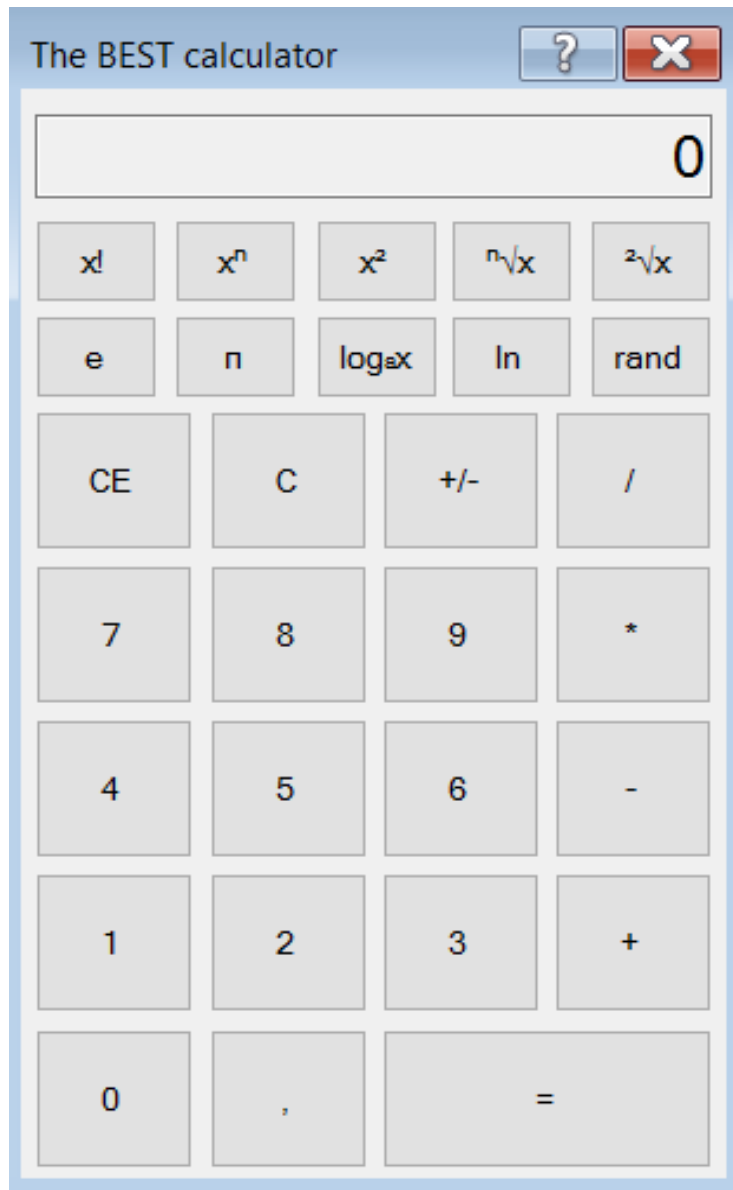 The BEST calculator ?
0
x! xⁿ x² ⁿ√x ²√x
e п logₐx ln rand
CE C +/- /
7 8 9 *
4 5 6 -
1 2 3 +
0 , =